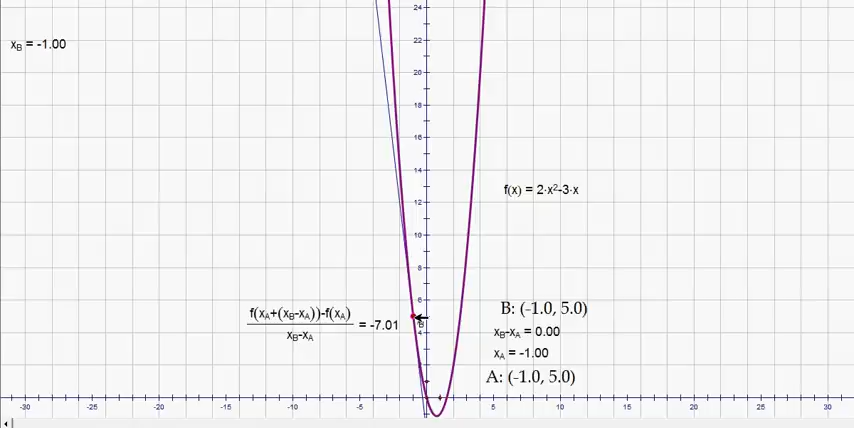 24
22
x_B = -1.00
20
18
16
14
f(x) = 2·x²-3·x
12
10
8
6
f(x_A+(x_B-x_A))-f(x_A)
x_B-x_A
= -7.01
B
B: (-1.0, 5.0)
x_B-x_A = 0.00
4
x_A = -1.00
A: (-1.0, 5.0)
-30 -25 -20 -15 -10 -5 5 10 15 20 25 30